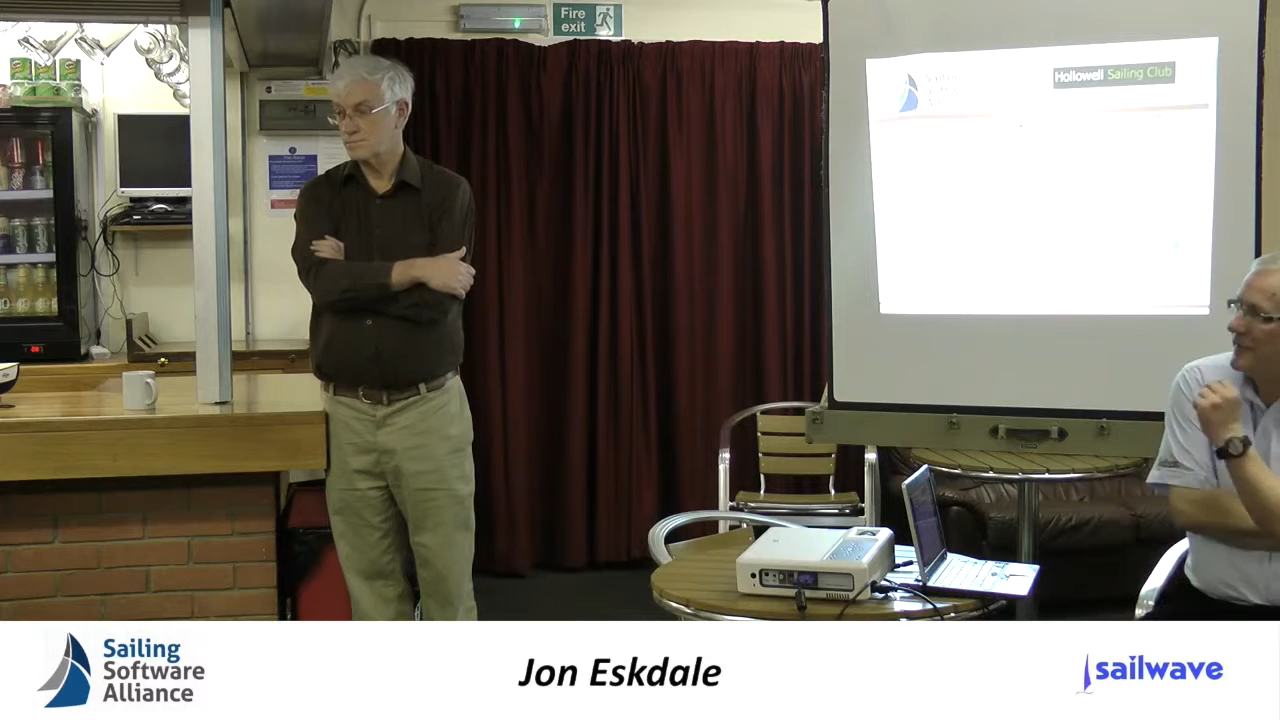 Fire
exit
Hollowell Sailing Club
Sailing
Software
Alliance
Jon Eskdale
sailwave